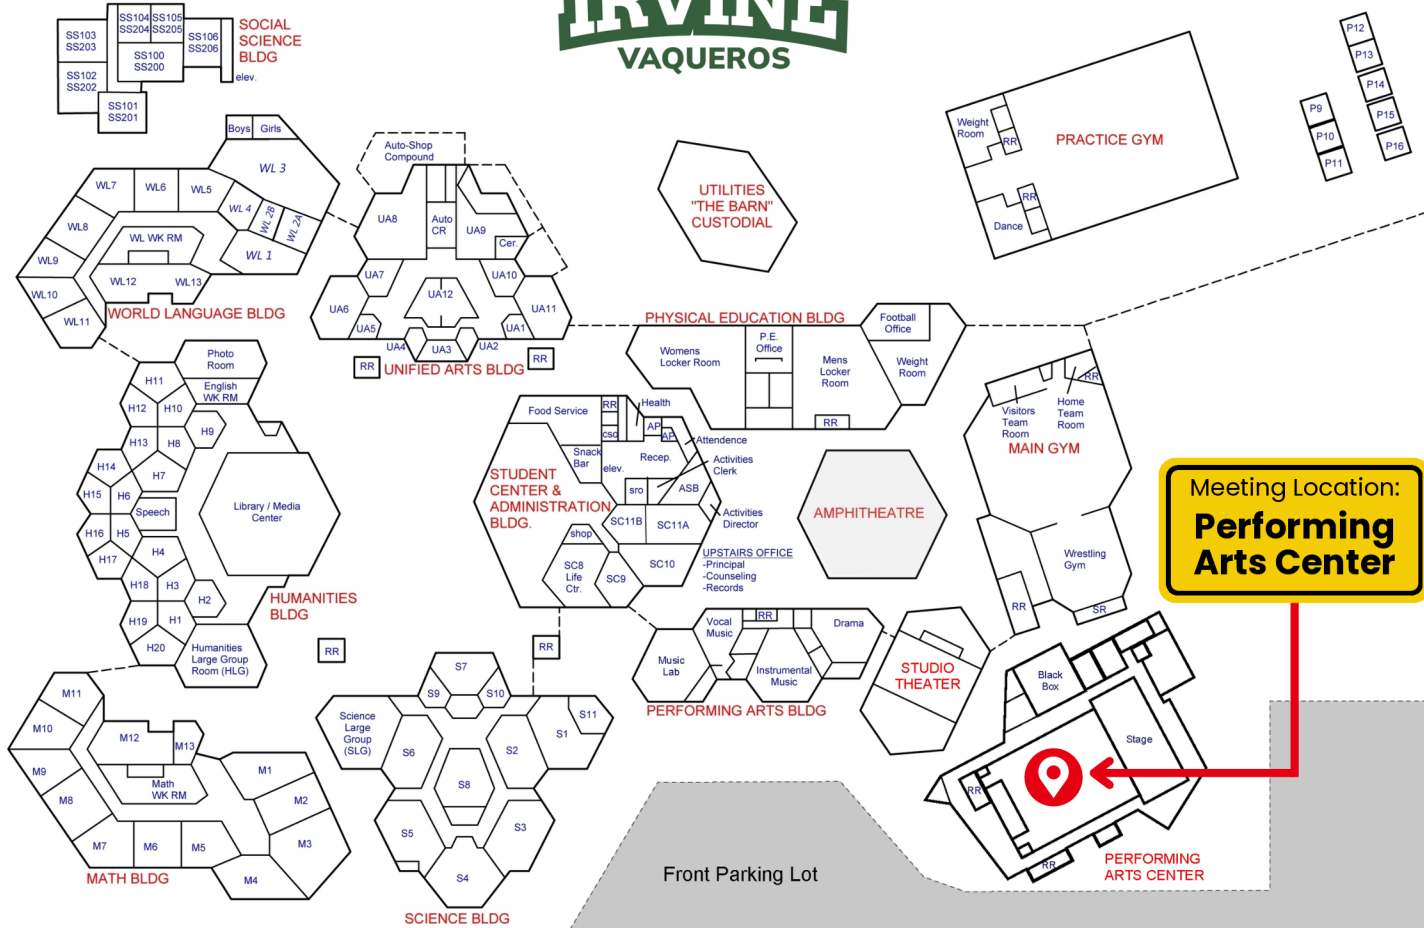 IRVINE
VAQUEROS
SS104
SS204
SS105
SS205
SS103
SS203
SS106
SS206
SS100
SS200
SS102
SS202
SS101
SS201
elev.
SOCIAL
SCIENCE
BLDG
Boys
Girls
WL 3
WL7
WL6
WL5
WL 4
WL 2B
WL 2A
WL8
WL WK RM
WL 1
WL9
WL12
WL13
WL10
WL11
WORLD LANGUAGE BLDG
Auto-Shop
Compound
UA8
Auto
CR
UA9
Cer.
UA7
UA10
UA12
UA6
UA11
UA5
UA1
UA4
UA3
UA2
RR
UNIFIED ARTS BLDG
RR
UTILITIES
"THE BARN"
CUSTODIAL
Weight
Room
RR
PRACTICE GYM
RR
Dance
P12
P13
P14
P15
P16
P9
P10
P11
PHYSICAL EDUCATION BLDG
Football
Office
Womens
Locker Room
P.E.
Office
Mens
Locker
Room
Weight
Room
RR
Photo
Room
English
WK RM
H11
H12
H10
H9
H13
H8
H14
H7
H15
H6
Speech
H16
H5
H17
H4
H18
H3
H2
H19
H1
H20
Library / Media
Center
Humanities
Large Group
Room (HLG)
HUMANITIES
BLDG
RR
Food Service
RR
Health
cso
AP
AP
Attendence
Snack
Bar
elev.
Recep.
Activities
Clerk
STUDENT
CENTER &
ADMINISTRATION
BLDG.
sro
ASB
Activities
Director
SC11B
SC11A
shop
SC8
Life
Ctr.
SC9
SC10
UPSTAIRS OFFICE
-Principal
-Counseling
-Records
AMPHITHEATRE
RR
Visitors
Team
Room
Home
Team
Room
MAIN GYM
Wrestling
Gym
RR
SR
Meeting Location:
Performing
Arts Center
RR
Vocal
Music
RR
Drama
Music
Lab
Instrumental
Music
PERFORMING ARTS BLDG
STUDIO
THEATER
Black
Box
Stage
RR
RR
PERFORMING
ARTS CENTER
M11
M10
M12
M13
M9
M8
Math
WK RM
M1
M2
M7
M6
M5
M3
M4
MATH BLDG
S7
S9
S10
Science
Large
Group
(SLG)
S11
S6
S2
S1
S8
S5
S3
S4
SCIENCE BLDG
Front Parking Lot